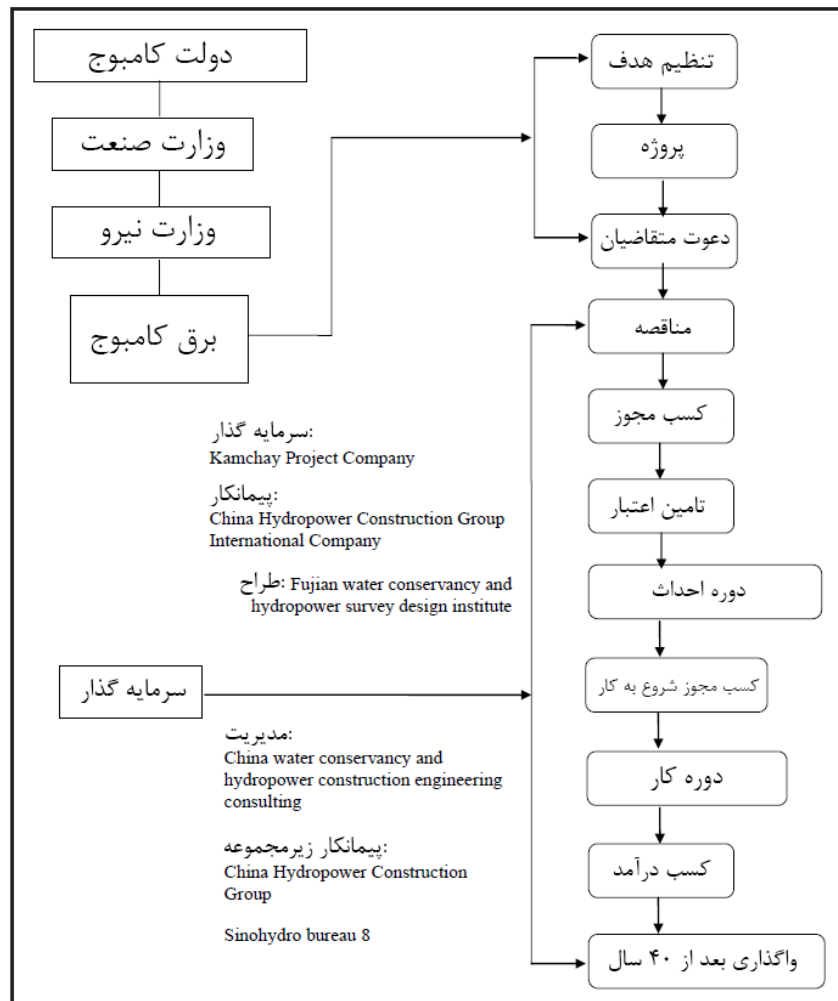 دولت کامبوج
وزارت صنعت
وزارت نیرو
برق کامبوج
تنظیم هدف
پروژه
دعوت متقاضیان
مناقصه
کسب مجوز
تامین اعتبار
دوره احداث
کسب مجوز شروع به کار
دوره کار
کسب درآمد
واگذاری بعد از ۴۰ سال
سرمایه گذار:
Kamchay Project Company
پیمانکار:
China Hydropower Construction Group
International Company
طراح: Fujian water conservancy and
hydropower survey design institute
سرمایه گذار
مدیریت:
China water conservancy and
hydropower construction engineering
consulting
پیمانکار زیرمجموعه:
China Hydropower Construction
Group
Sinohydro bureau 8